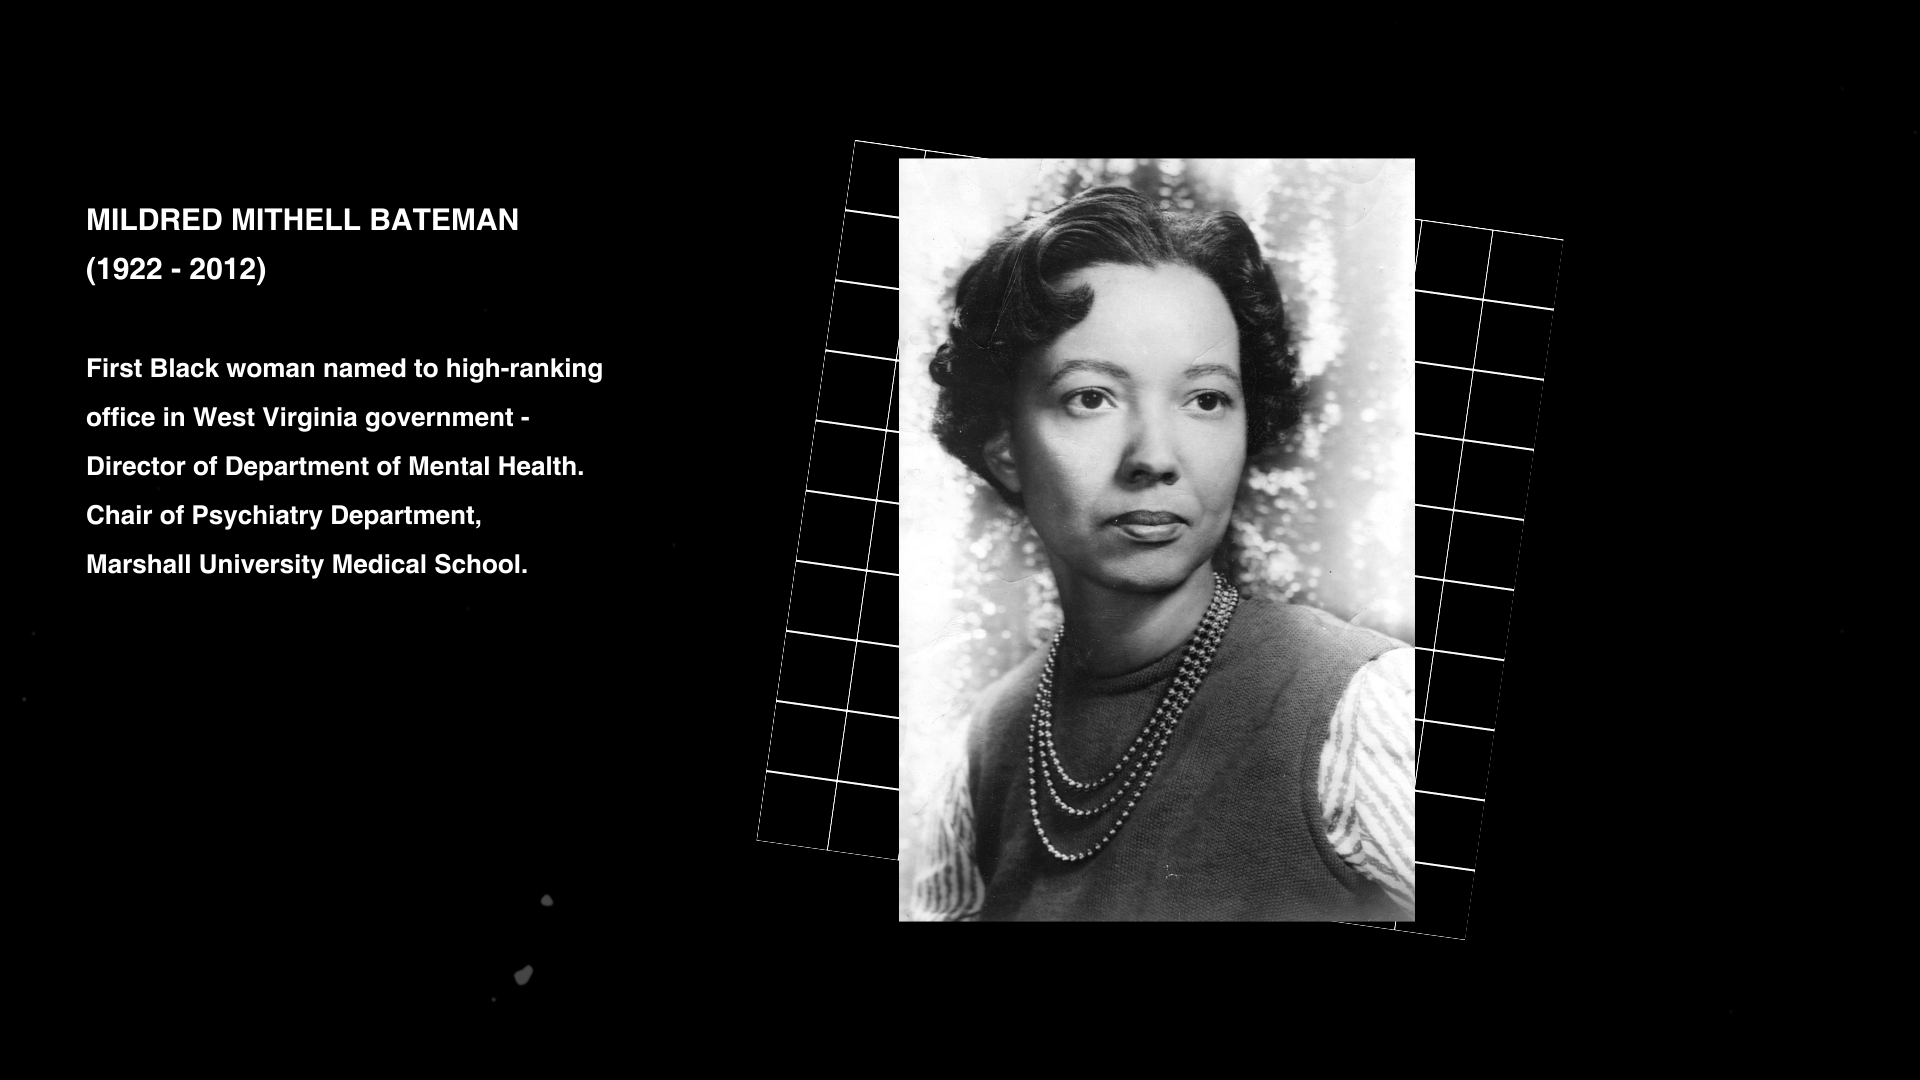 MILDRED MITHELL BATEMAN
(1922 - 2012)
First Black woman named to high-ranking
office in West Virginia government -
Director of Department of Mental Health.
Chair of Psychiatry Department,
Marshall University Medical School.